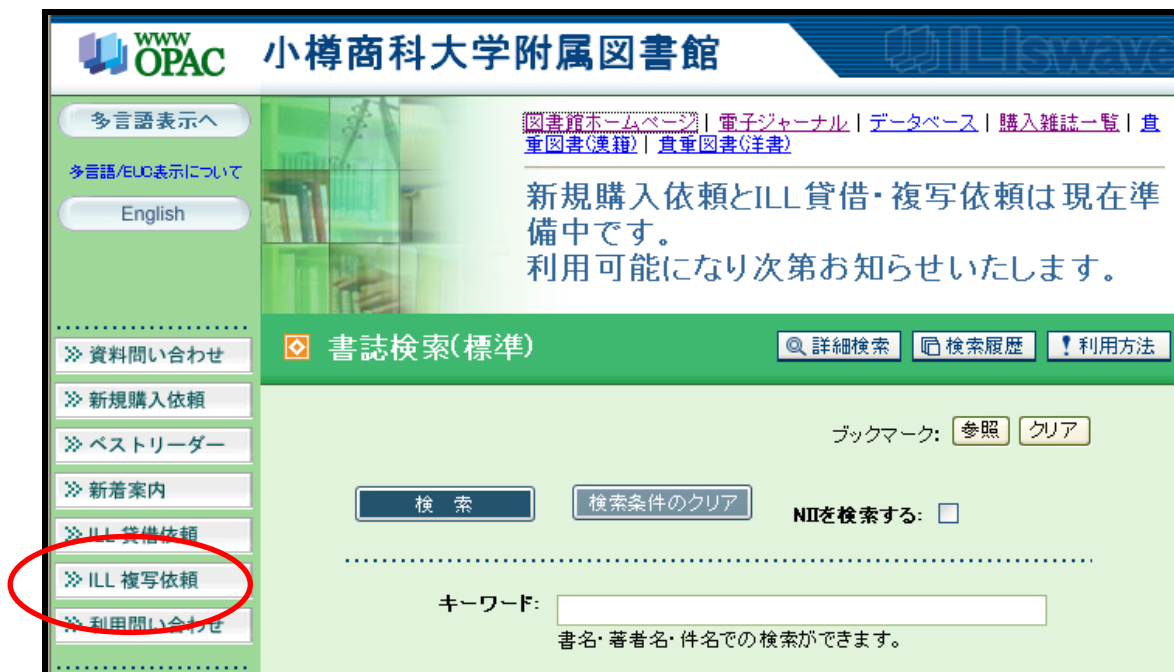 WWW
OPAC
小樽商科大学附属図書館
iLiswave
多言語表示へ
多言語/EUC表示について
English
図書館ホームページ | 電子ジャーナル | データベース |購入雑誌一覧 | 貴
重図書(漢籍) | 貴重図書(洋書)
新規購入依頼とILL貸借・複写依頼は現在準
備中です。
利用可能になり次第お知らせいたします。
資料問い合わせ
新規購入依頼
ベストリーダー
新着案内
ILL 貸借依頼
ILL 複写依頼
利用問い合わせ
書誌検索(標準)
詳細検索
検索履歴
利用方法
ブックマーク: 参照 クリア
検 索
検索条件のクリア
NIIを検索する:
キーワード:
書名・著者名・件名での検索ができます。